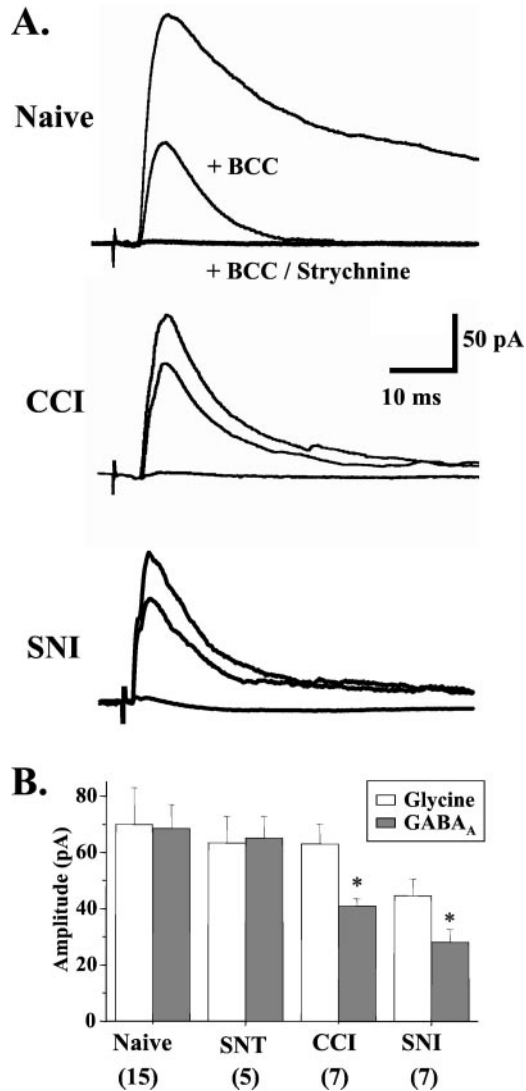 A.
Naive
+ BCC
+ BCC / Strychnine
50 pA
10 ms
CCI
SNI
B.
Glycine
GABAA
Amplitude (pA)
80
60
40
20
0
*
*
Naive SNT CCI SNI
(15) (5) (7) (7)